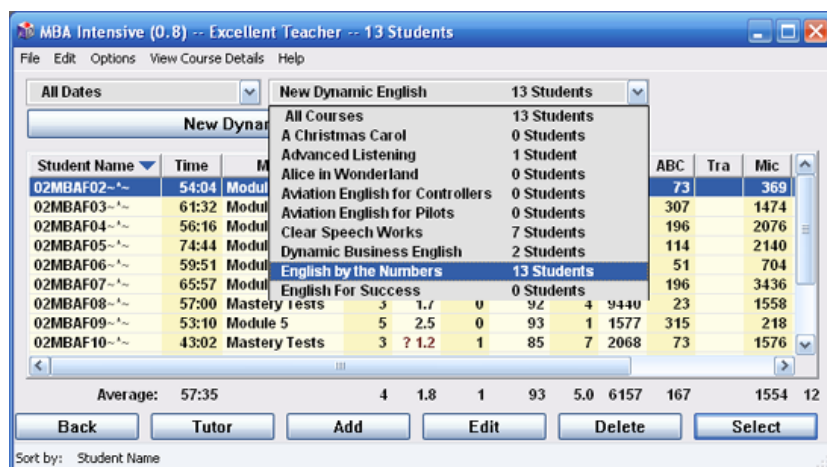 MBA Intensive (0.8) -- Excellent Teacher -- 13 Students
File Edit Options View Course Details Help
All Dates New Dynamic English 13 Students
New Dynar
All Courses 13 Students
A Christmas Carol 0 Students
Advanced Listening 1 Student
Alice in Wonderland 0 Students
Aviation English for Controllers 0 Students
Aviation English for Pilots 0 Students
Clear Speech Works 7 Students
Dynamic Business English 2 Students
English by the Numbers 13 Students
English For Success 0 Students
Student Name Time M ABC Tra Mic
02MBAF02~*~ 54:04 Modul 73 369
02MBAF03~*~ 61:32 Modul 307 1474
02MBAF04~*~ 56:16 Modul 196 2076
02MBAF05~*~ 74:44 Modul 114 2140
02MBAF06~*~ 59:51 Modul 51 704
02MBAF07~*~ 65:57 Modul 196 3436
02MBAF08~*~ 57:00 Mastery Tests 3 1.7 0 92 4 9440 23 1558
02MBAF09~*~ 53:10 Module 5 5 2.5 0 93 1 1577 315 218
02MBAF10~*~ 43:02 Mastery Tests 3 ? 1.2 1 85 7 2068 73 1576
Average: 57:35 4 1.8 1 93 5.0 6157 167 1554 12
Back Tutor Add Edit Delete Select
Sort by: Student Name